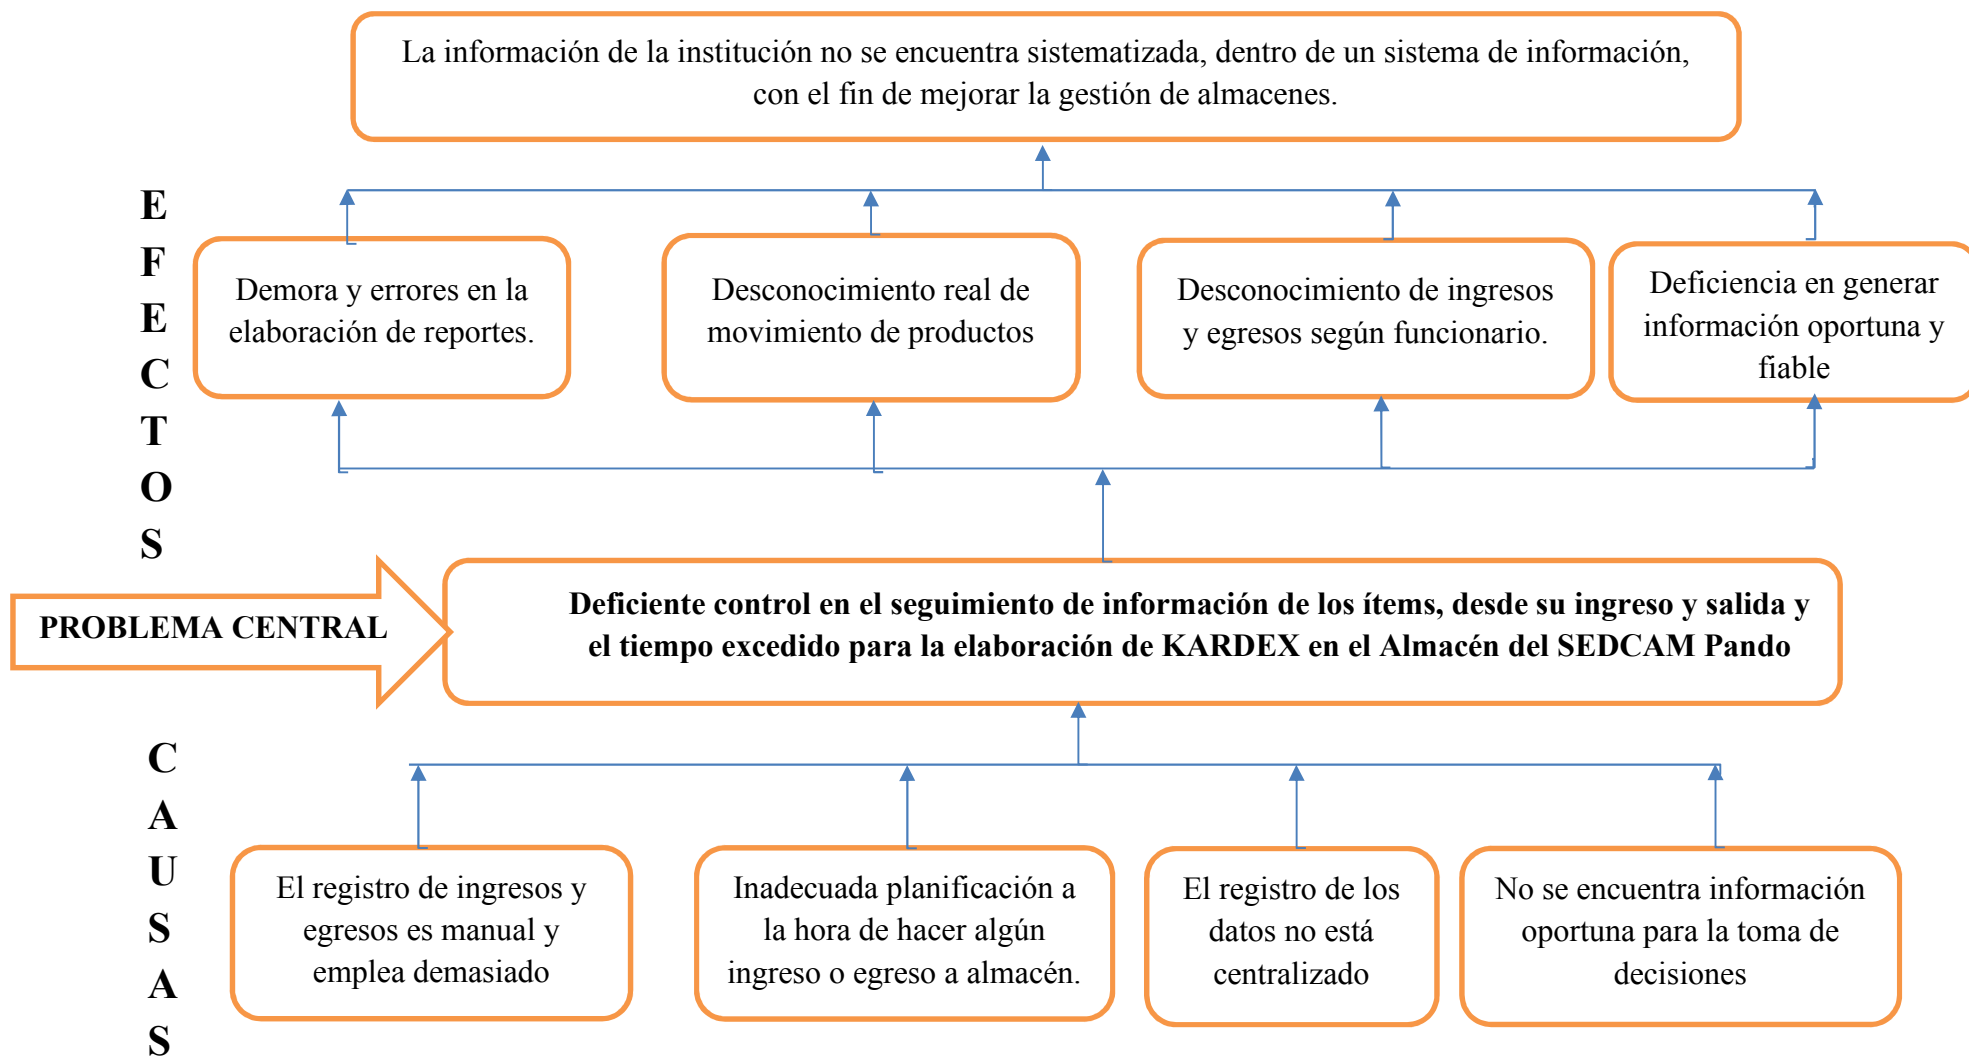 La información de la institución no se encuentra sistematizada, dentro de un sistema de información,
con el fin de mejorar la gestión de almacenes.
E
F
E
C
T
O
S
Demora y errores en la
elaboración de reportes.
Desconocimiento real de
movimiento de productos
Desconocimiento de ingresos
y egresos según funcionario.
Deficiencia en generar
información oportuna y
fiable
PROBLEMA CENTRAL
Deficiente control en el seguimiento de información de los ítems, desde su ingreso y salida y
el tiempo excedido para la elaboración de KARDEX en el Almacén del SEDCAM Pando
C
A
U
S
A
S
El registro de ingresos y
egresos es manual y
emplea demasiado
Inadecuada planificación a
la hora de hacer algún
ingreso o egreso a almacén.
El registro de los
datos no está
centralizado
No se encuentra información
oportuna para la toma de
decisiones